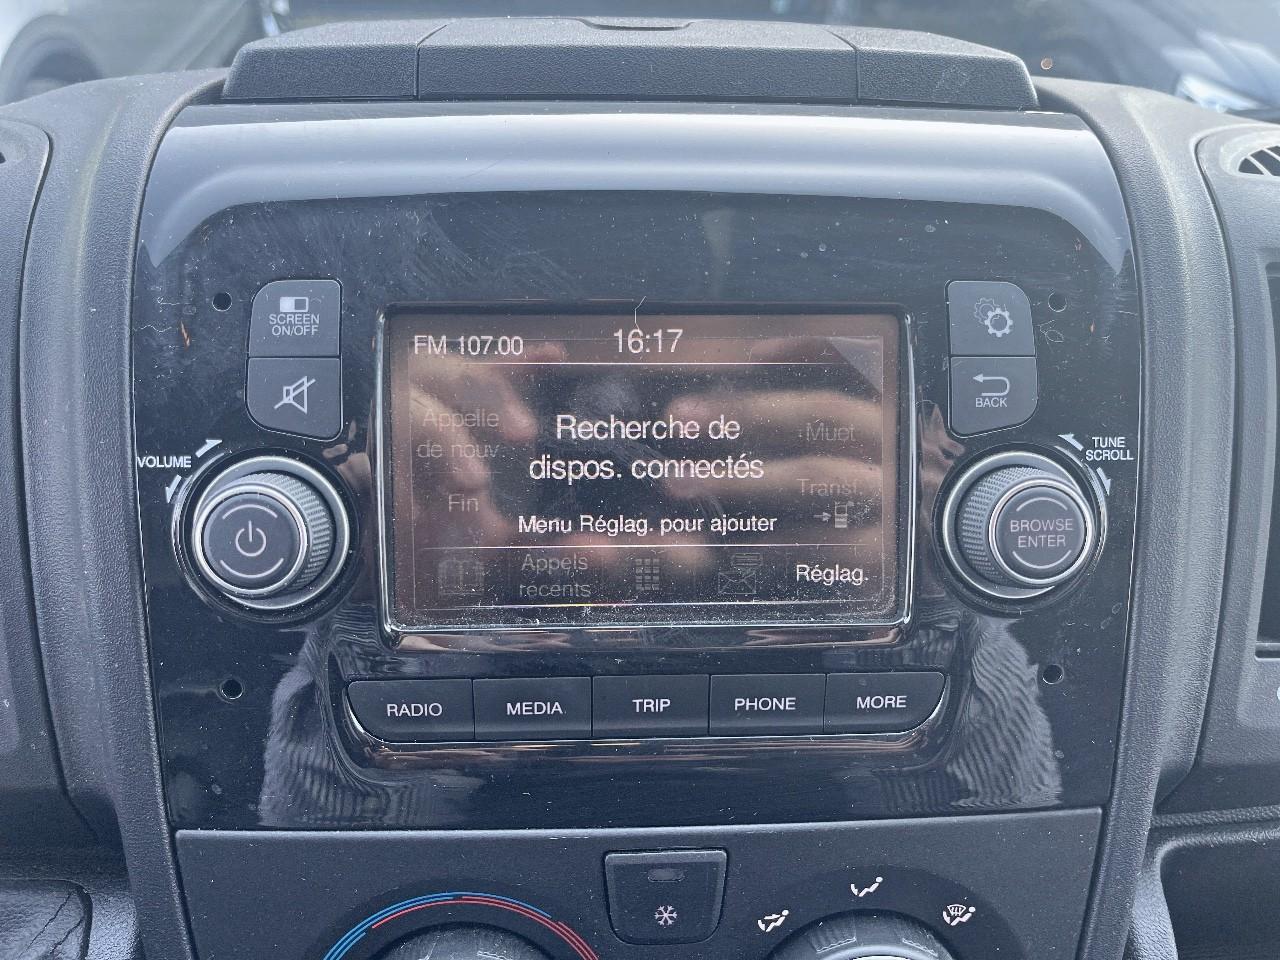 SCREEN
ON/OFF
VOLUME
FM 107.00
16:17
Appelle
de nouv.
Fin
Recherche de
dispos. connectés
Menu Réglag. pour ajouter
Muet
Transf.
Appels
recents
Réglag.
BACK
TUNE
SCROLL
BROWSE
ENTER
RADIO
MEDIA
TRIP
PHONE
MORE